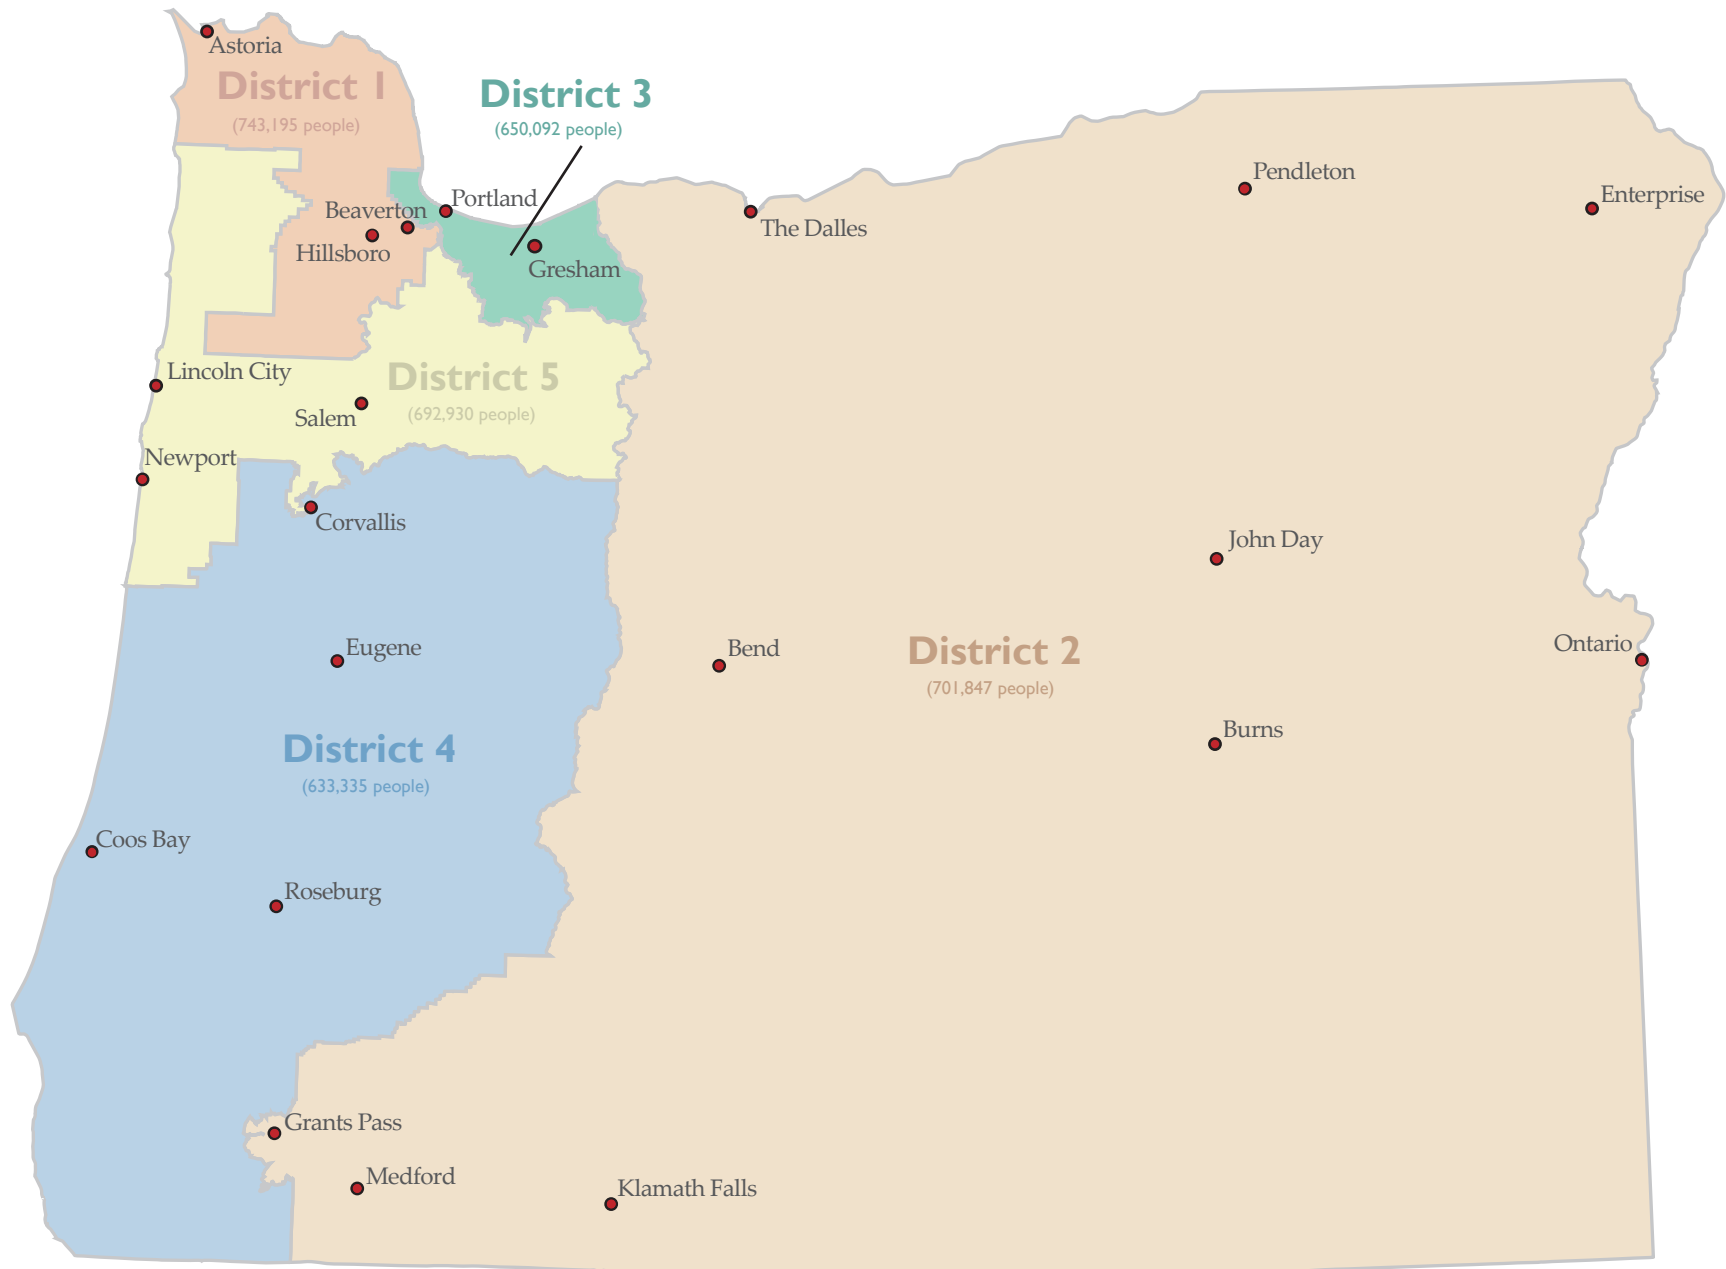 Astoria
District 1
(743,195 people)
District 3
(650,092 people)
Portland
Beaverton
Hillsboro
Gresham
The Dalles
Pendleton
Enterprise
Lincoln City
District 5
(692,930 people)
Salem
Newport
Corvallis
John Day
Eugene
Bend
District 2
(701,847 people)
Ontario
Burns
District 4
(633,335 people)
Coos Bay
Roseburg
Grants Pass
Medford
Klamath Falls